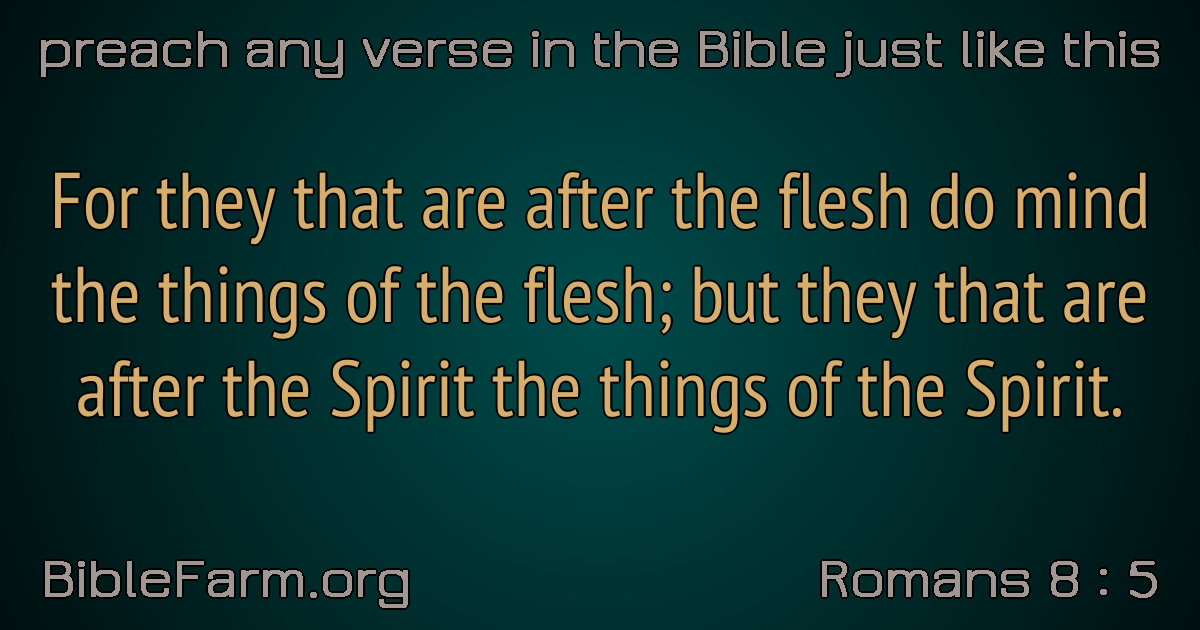 preach any verse in the Bible just like this
For they that are after the flesh do mind
the things of the flesh; but they that are
after the Spirit the things of the Spirit.
BibleFarm.org
Romans 8 : 5